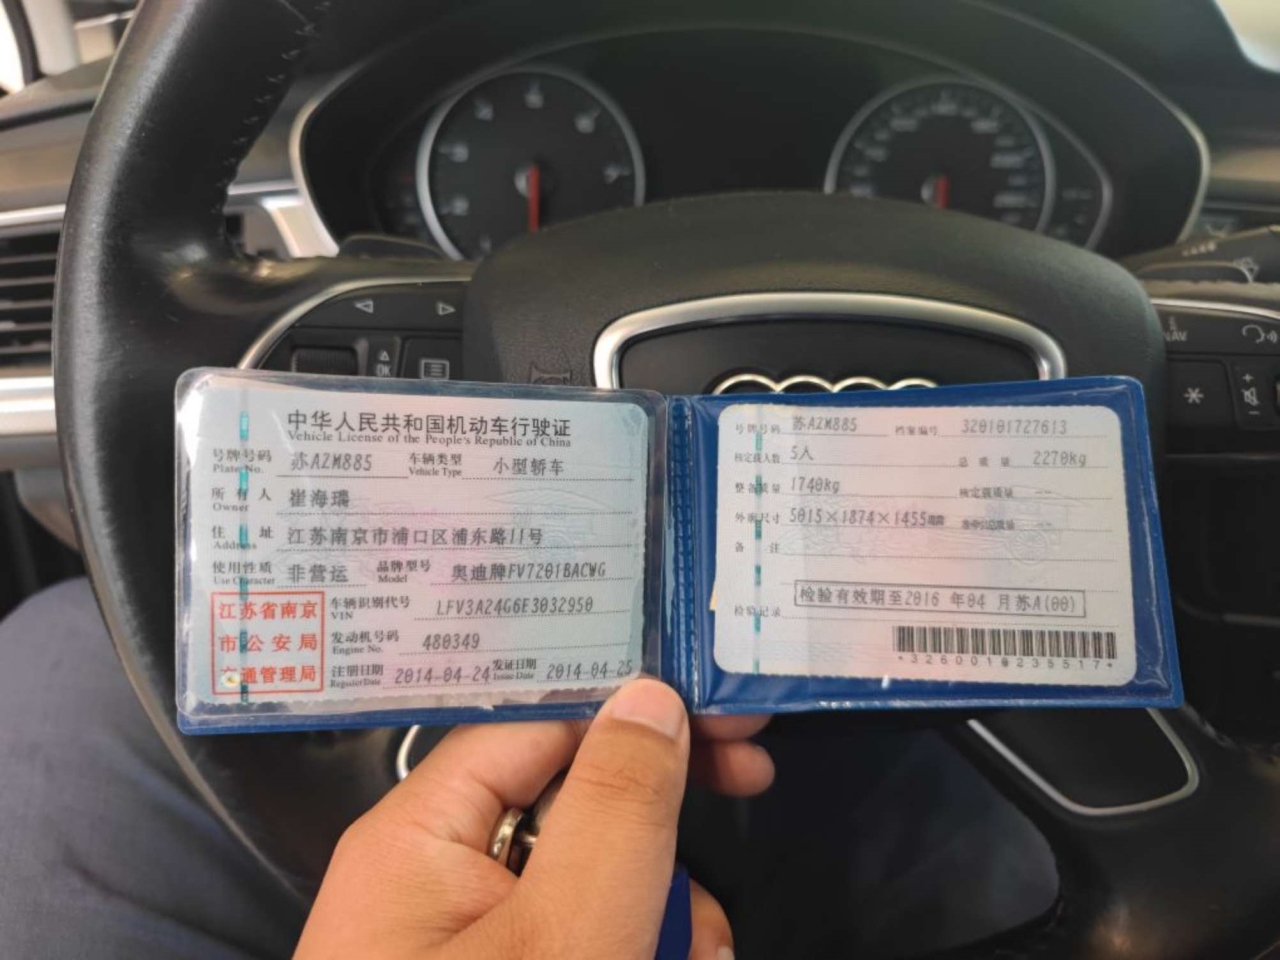 中华人民共和国机动车行驶证
Vehicle License of the People's Republic of China
号牌号码 苏AZM885 车辆类型 小型轿车
Plate No. Vehicle Type
所有人 崔海瑞
Owner
住址 江苏南京市浦口区浦东路11号
Address
使用性质 非营运 品牌型号 奥迪牌FV7201BACWG
Use Character Model
江苏省南京
市公安局
交通管理局
车辆识别代号 LFV3A24G6E3032950
VIN
发动机号码 480349
Engine No.
注册日期 2014-04-24 发证日期 2014-04-25
Register Date Issue Date
号牌号码 苏AZM885 档案编号 320101727613
核定载人数 5人 总质量 2270kg
整备质量 1740kg 核定载质量 --
外廓尺寸 5015×1874×1455 --
备注
检验记录 检验有效期至2016 年04 月苏A(00)
*3260010235517*
OK
NAV